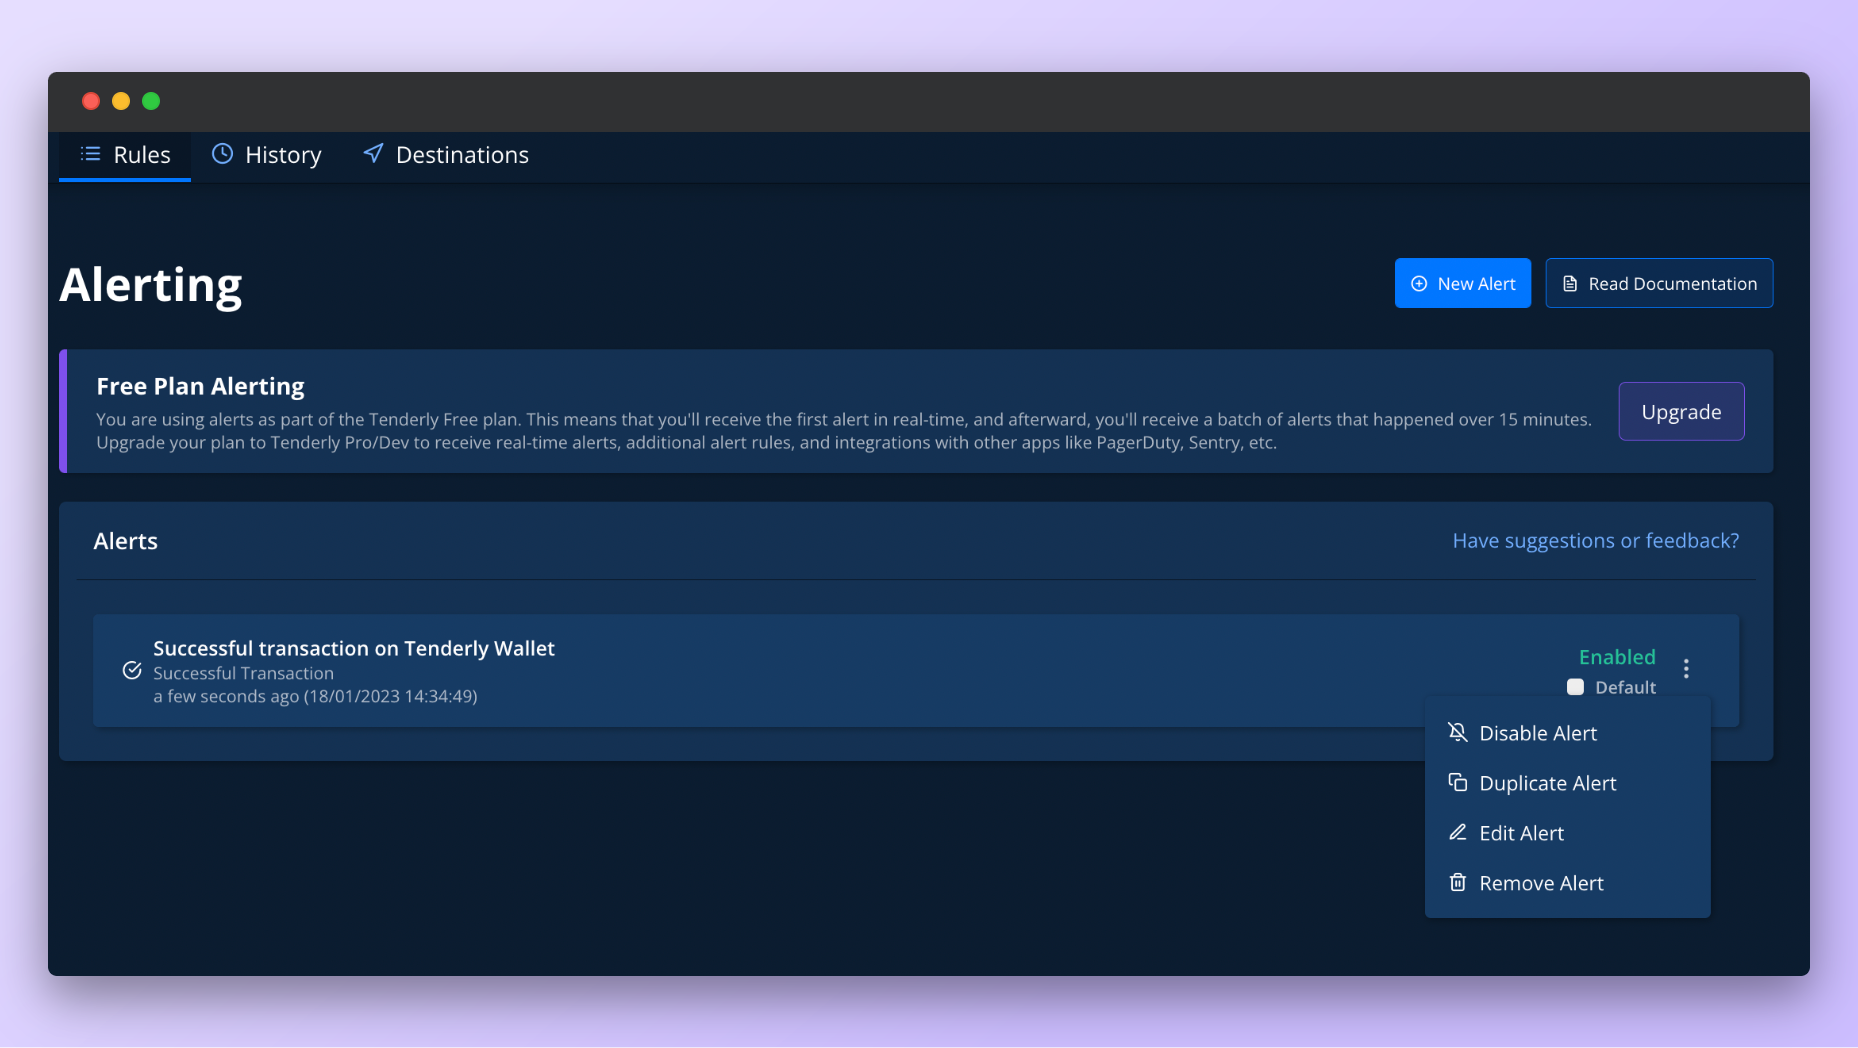 Rules
History
Destinations
Alerting
New Alert
Read Documentation
Free Plan Alerting
You are using alerts as part of the Tenderly Free plan. This means that you'll receive the first alert in real-time, and afterward, you'll receive a batch of alerts that happened over 15 minutes.
Upgrade your plan to Tenderly Pro/Dev to receive real-time alerts, additional alert rules, and integrations with other apps like PagerDuty, Sentry, etc.
Upgrade
Alerts
Have suggestions or feedback?
Successful transaction on Tenderly Wallet
Successful Transaction
a few seconds ago (18/01/2023 14:34:49)
Enabled
Default
Disable Alert
Duplicate Alert
Edit Alert
Remove Alert